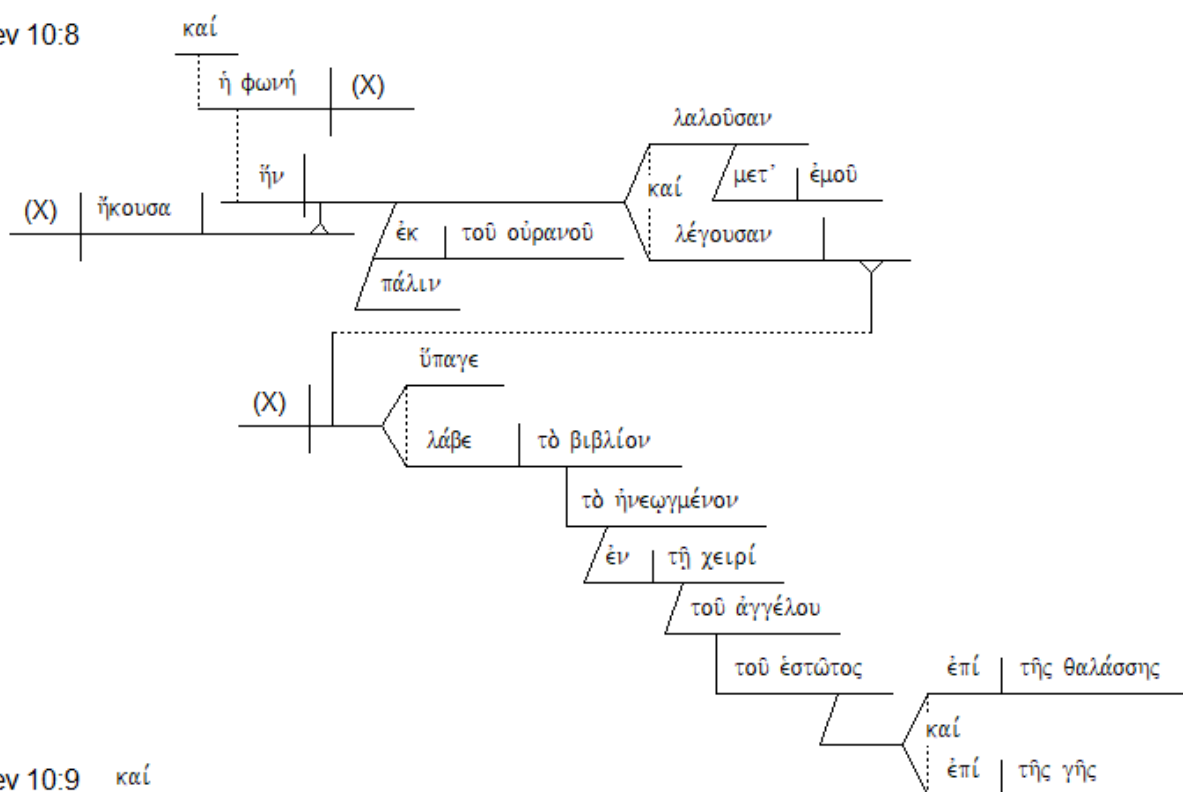 ev 10:8
καί
ἡ φωνή (X)
λαλοῦσαν
ἥν καί μετ’ ἐμοῦ
(X) ἤκουσα ἐκ τοῦ οὐρανοῦ λέγουσαν
πάλιν
ὕπαγε
(X)
λάβε τὸ βιβλίον
τὸ ἠνεῳγμένον
ἐν τῇ χειρί
τοῦ ἀγγέλου
τοῦ ἑστῶτος ἐπί τῆς θαλάσσης
καί
ἐπί τῆς γῆς
ev 10:9 καί